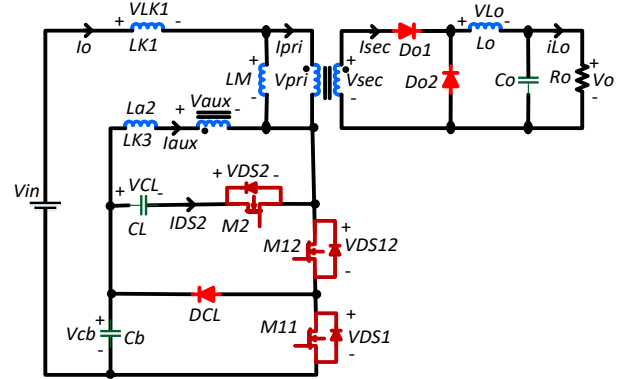 VLK1
+ -
Io
LK1
Ipri
+
LM
-
Vpri
+
Vsec
-
Isec
Do1
Do2
VLo
+ -
Lo
iLo
Co
Ro
+
Vo
-
La2
LK3
Iaux
+ Vaux -
Vin
+ VCL -
CL
IDS2
+ VDS2 -
M2
M12
+
VDS12
-
DCL
Vcb
+
-
Cb
M11
+
VDS1
-